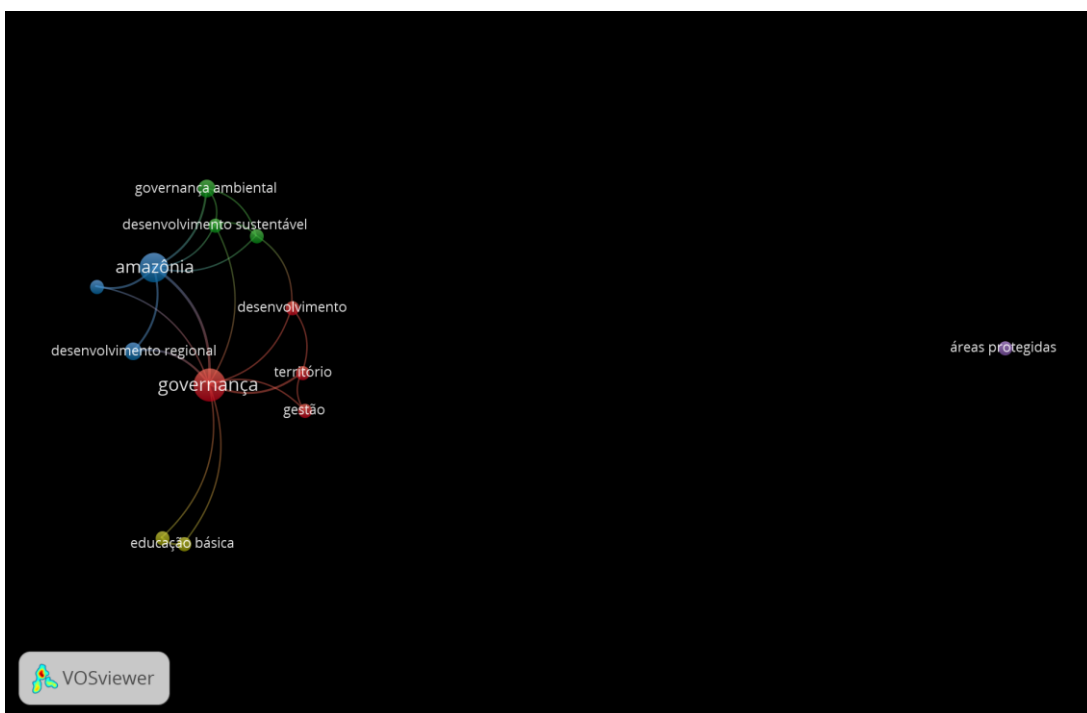 governança ambiental
desenvolvimento sustentável
amazônia
desenvolvimento
desenvolvimento regional
áreas protegidas
território
governança
gestão
educação básica
VOSviewer